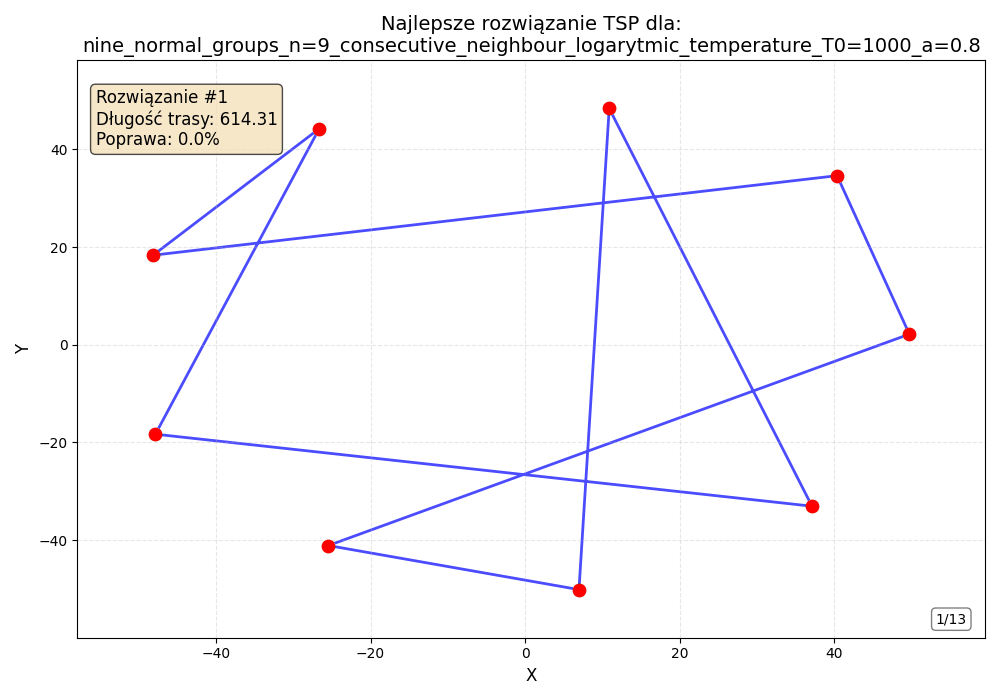 Najlepsze rozwiązanie TSP dla:
nine_normal_groups_n=9_consecutive_neighbour_logarytmic_temperature_T0=1000_a=0.8
Rozwiązanie #1
Długość trasy: 614.31
Poprawa: 0.0%
40
20
0
−20
−40
Y
1/13
−40
−20
0
20
40
X